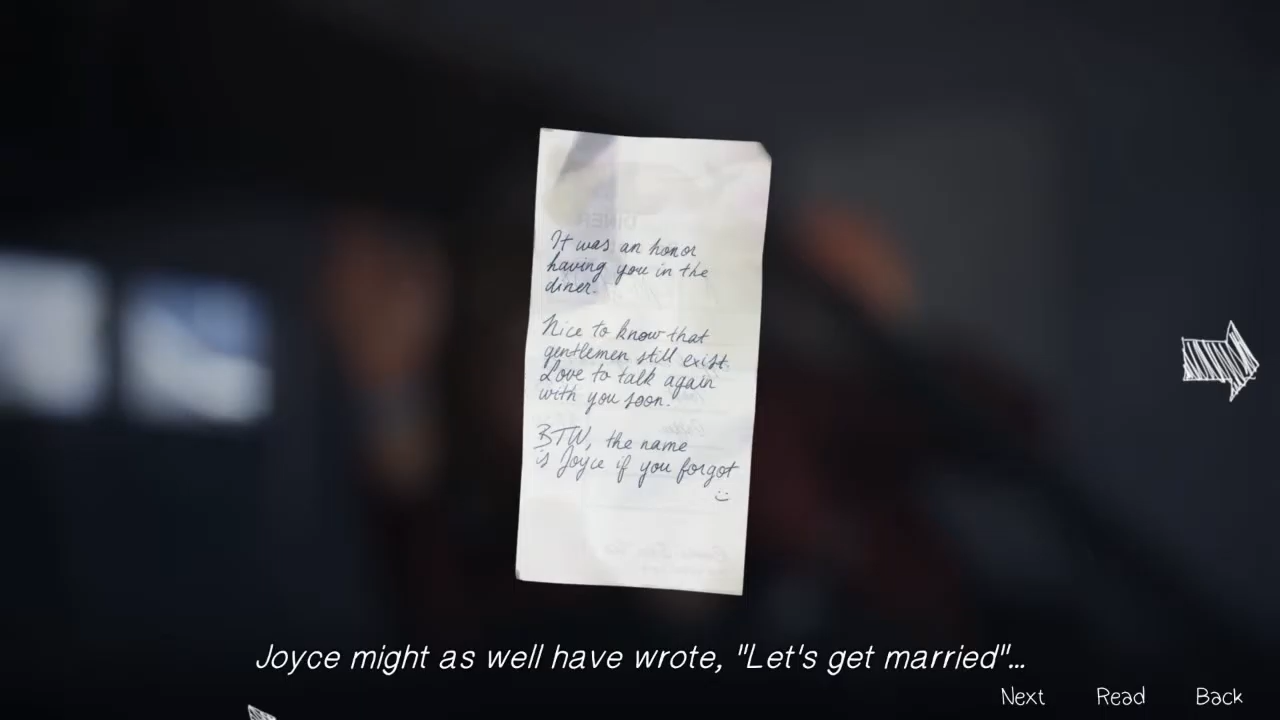 It was an honor
having you in the
diner.
Nice to know that
gentlemen still exist.
Love to talk again
with you soon.
BTW, the name
is Joyce if you forgot
:)
Joyce might as well have wrote, "Let's get married"...
Next Read Back